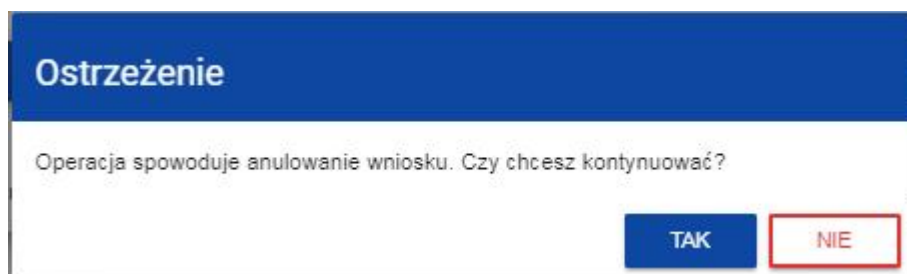 Ostrzeżenie
Operacja spowoduje anulowanie wniosku. Czy chcesz kontynuować?
TAK NIE